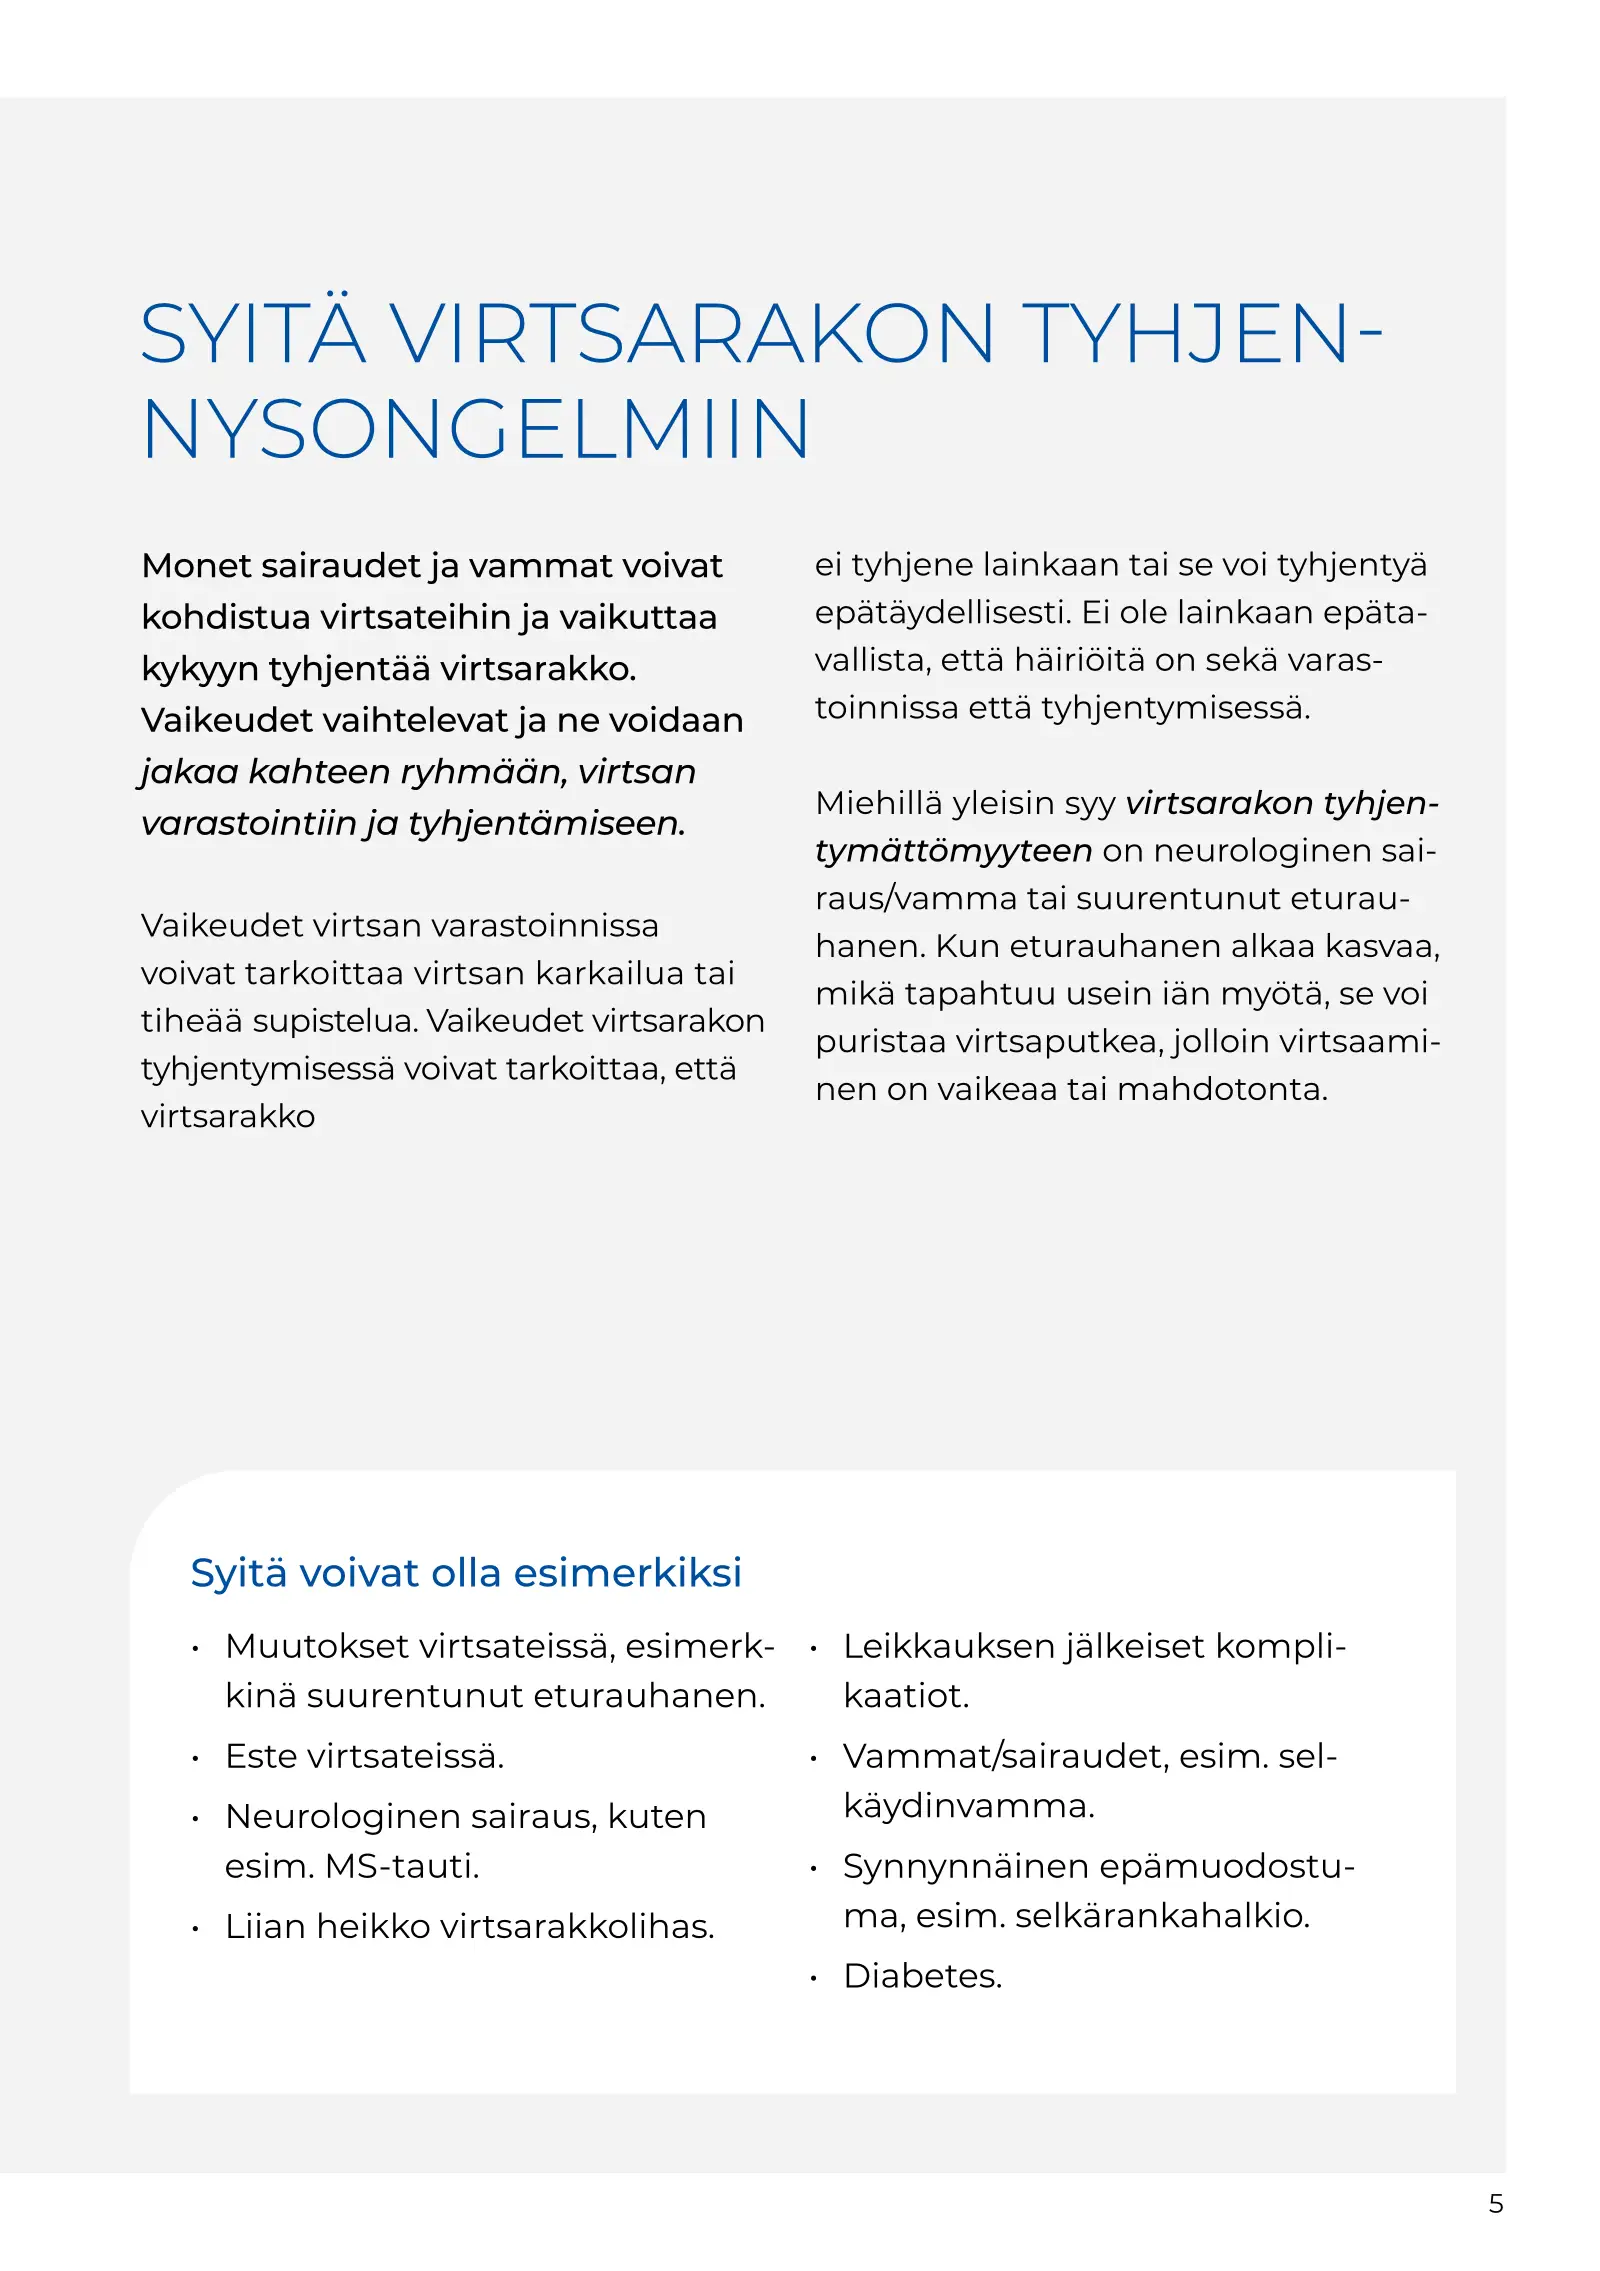 SYITÄ VIRTSARAKON TYHJEN-
NYSONGELMIIN
Monet sairaudet ja vammat voivat
kohdistua virtsateihin ja vaikuttaa
kykyyn tyhjentää virtsarakko.
Vaikeudet vaihtelevat ja ne voidaan
jakaa kahteen ryhmään, virtsan
varastointiin ja tyhjentämiseen.
Vaikeudet virtsan varastoinnissa
voivat tarkoittaa virtsan karkailua tai
tiheää supistelua. Vaikeudet virtsarakon
tyhjentymisessä voivat tarkoittaa, että
virtsarakko
ei tyhjene lainkaan tai se voi tyhjentyä
epätäydellisesti. Ei ole lainkaan epäta-
vallista, että häiriöitä on sekä varas-
toinnissa että tyhjentymisessä.
Miehillä yleisin syy virtsarakon tyhjen-
tymättömyyteen on neurologinen sai-
raus/vamma tai suurentunut eturau-
hanen. Kun eturauhanen alkaa kasvaa,
mikä tapahtuu usein iän myötä, se voi
puristaa virtsaputkea, jolloin virtsaami-
nen on vaikeaa tai mahdotonta.
Syitä voivat olla esimerkiksi
• Muutokset virtsateissä, esimerk-
kinä suurentunut eturauhanen.
• Este virtsateissä.
• Neurologinen sairaus, kuten
esim. MS-tauti.
• Liian heikko virtsarakkolihas.
• Leikkauksen jälkeiset kompli-
kaatiot.
• Vammat/sairaudet, esim. sel-
käydinvamma.
• Synnynnäinen epämuodostu-
ma, esim. selkärankahalkio.
• Diabetes.
5